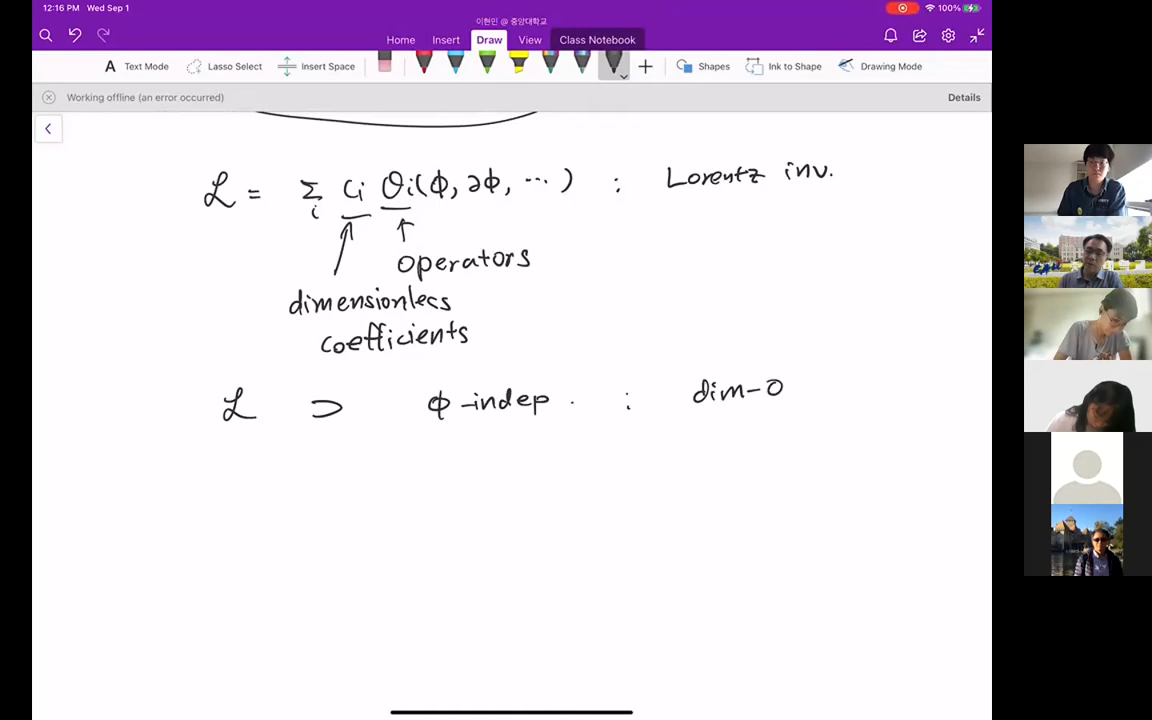 12:16 PM Wed Sep 1
100%
이현민 @ 중앙대학교
Home Insert Draw View Class Notebook
Text Mode Lasso Select Insert Space Shapes Ink to Shape Drawing Mode
Working offline (an error occurred) Details
ℒ = Σ_i Ci Oi(φ, ∂φ, ⋯) : Lorentz inv.
operators
dimensionless
coefficients
ℒ ⊃ φ-indep. : dim-0